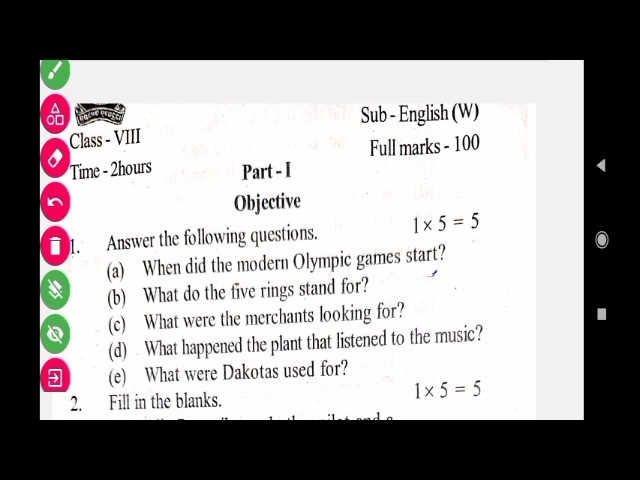 Sub - English (W)
Class - VIII
Full marks - 100
Time - 2hours
Part - I
Objective
1. Answer the following questions. 1 × 5 = 5
(a) When did the modern Olympic games start?
(b) What do the five rings stand for?
(c) What were the merchants looking for?
(d) What happened the plant that listened to the music?
(e) What were Dakotas used for?
2. Fill in the blanks. 1 × 5 = 5